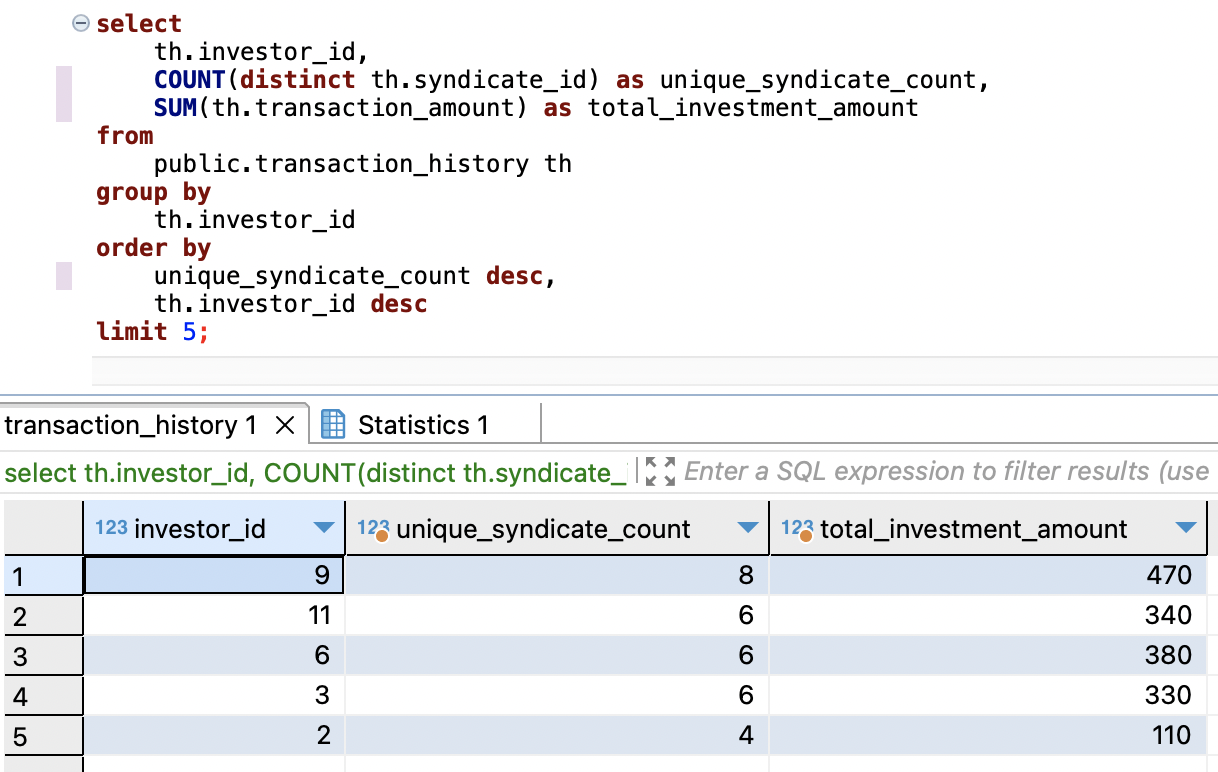 select
th.investor_id,
COUNT(distinct th.syndicate_id) as unique_syndicate_count,
SUM(th.transaction_amount) as total_investment_amount
from
public.transaction_history th
group by
th.investor_id
order by
unique_syndicate_count desc,
th.investor_id desc
limit 5;
transaction_history 1 Statistics 1
select th.investor_id, COUNT(distinct th.syndicate_ Enter a SQL expression to filter results (use
123 investor_id 123 unique_syndicate_count 123 total_investment_amount
1 9 8 470
2 11 6 340
3 6 6 380
4 3 6 330
5 2 4 110